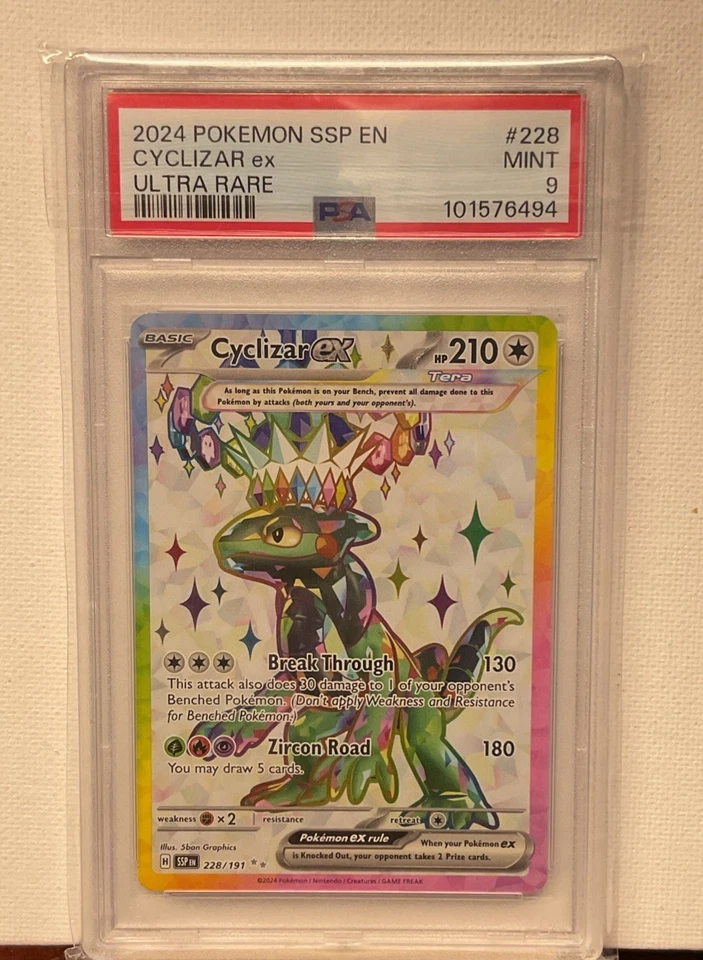 2024 POKEMON SSP EN #228
CYCLIZAR ex MINT
ULTRA RARE 9
PSA 101576494
BASIC Cyclizar ex HP 210
Tera
As long as this Pokémon is on your Bench, prevent all damage done to this
Pokémon by attacks (both yours and your opponent's).
Break Through 130
This attack also does 30 damage to 1 of your opponent's
Benched Pokémon. (Don't apply Weakness and Resistance
for Benched Pokémon.)
Zircon Road 180
You may draw 5 cards.
weakness ×2 resistance retreat
Pokémon ex rule When your Pokémon ex
is Knocked Out, your opponent takes 2 Prize cards.
Illus. 5ban Graphics
H SSP EN 228/191
©2024 Pokémon / Nintendo / Creatures / GAME FREAK